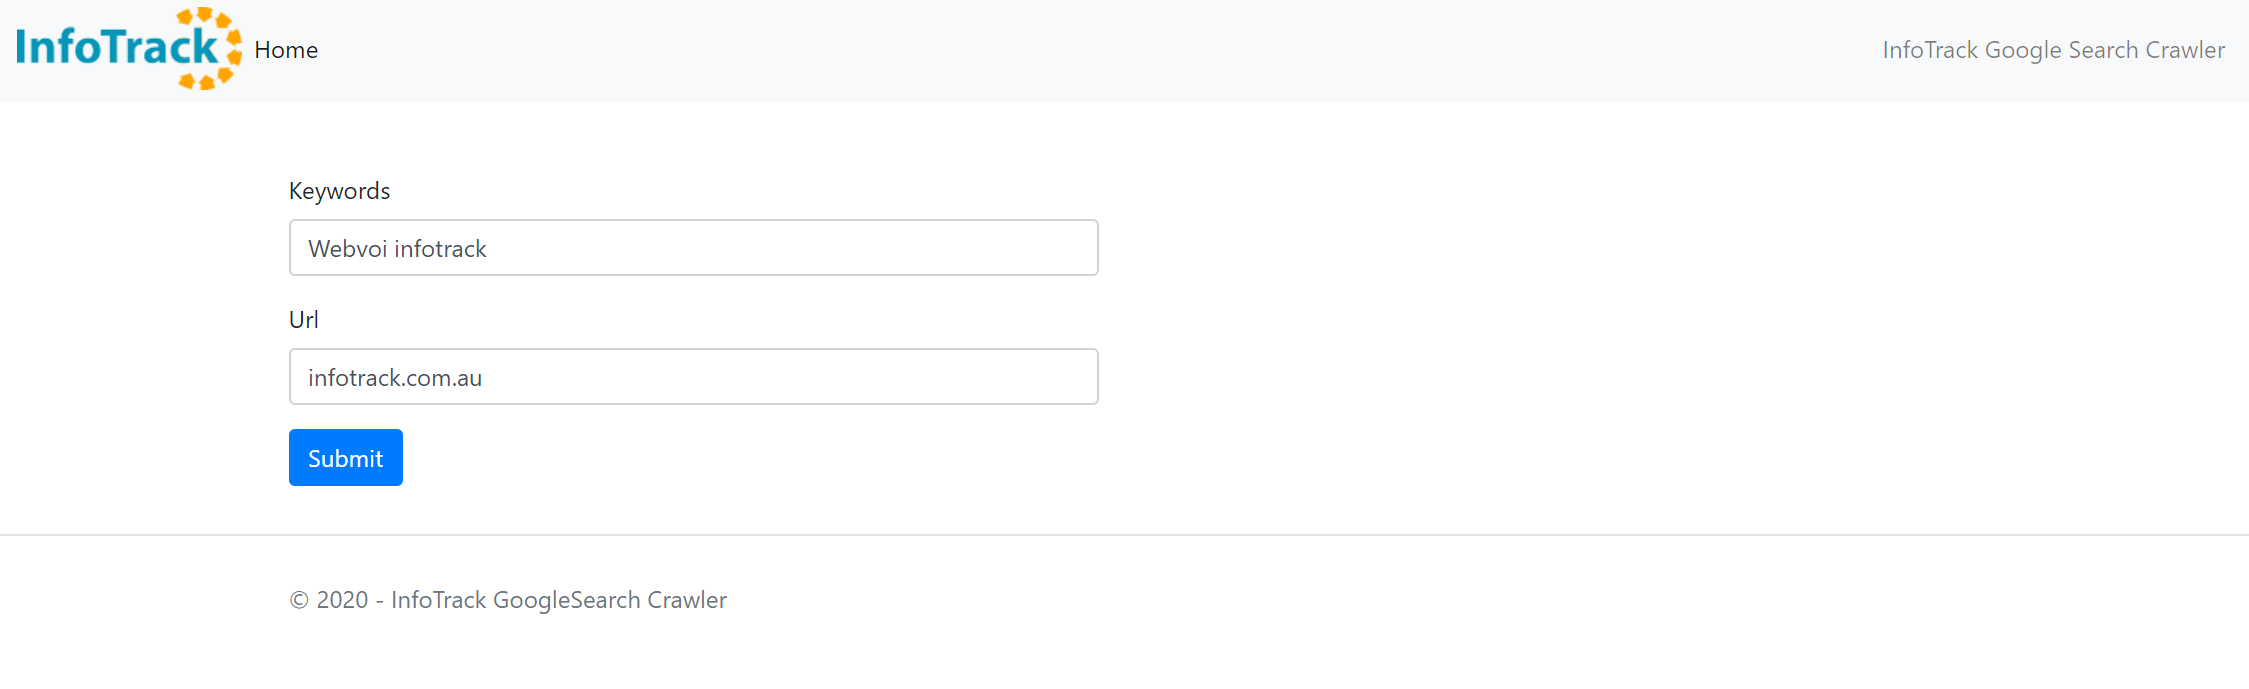 InfoTrack Home InfoTrack Google Search Crawler
Keywords
Webvoi infotrack
Url
infotrack.com.au
Submit
© 2020 - InfoTrack GoogleSearch Crawler